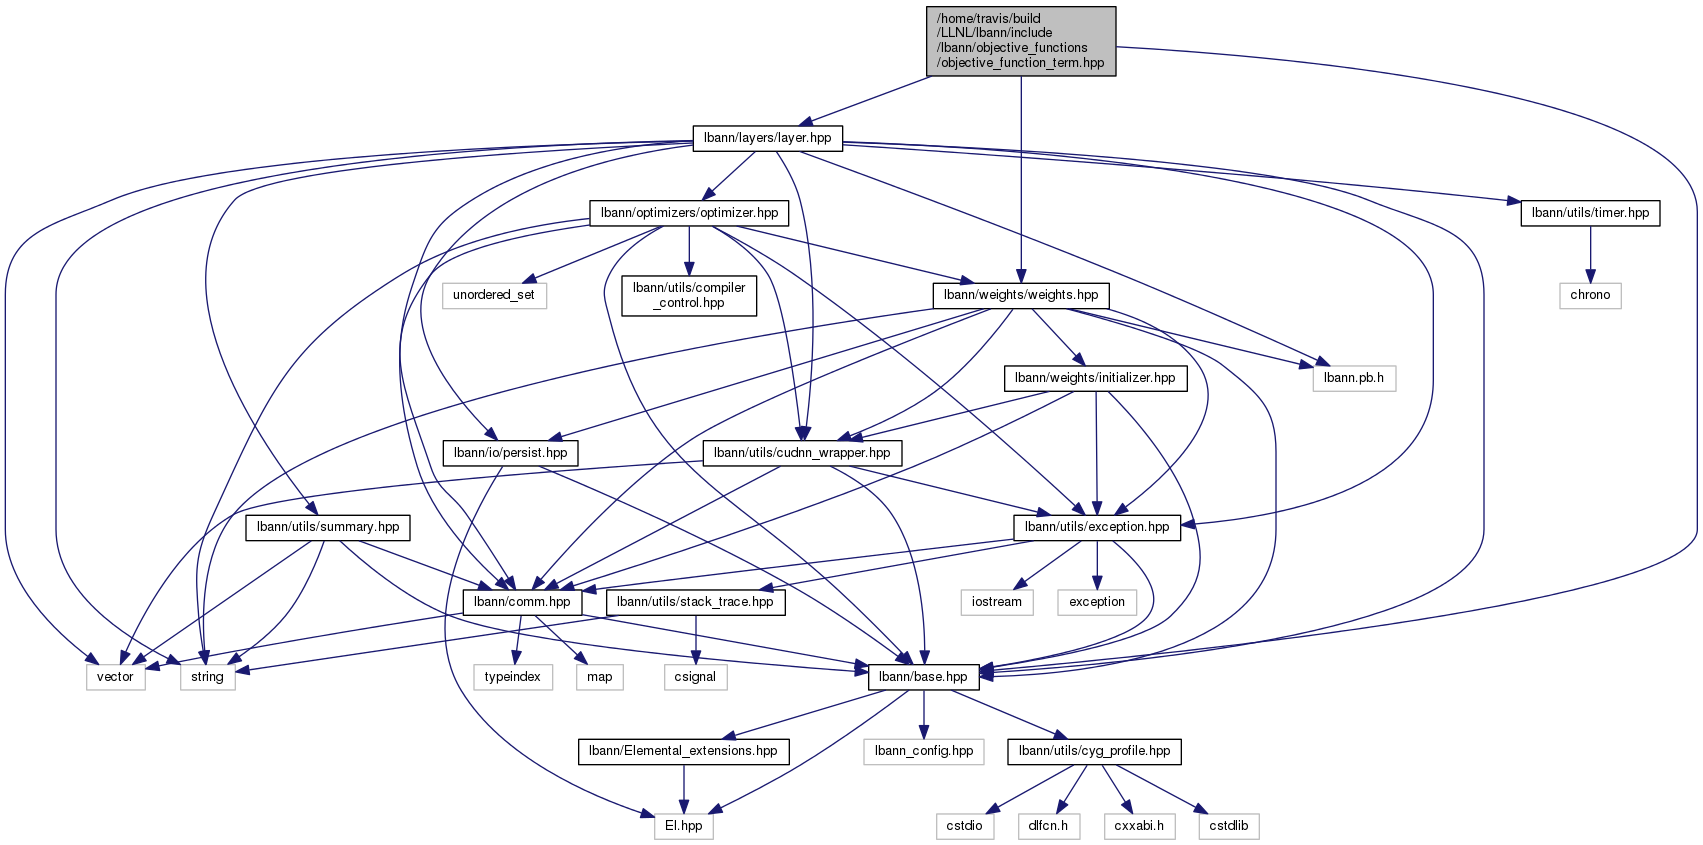 /home/travis/build
/LLNL/lbann/include
/lbann/objective_functions
/objective_function_term.hpp
lbann/layers/layer.hpp
lbann/optimizers/optimizer.hpp
lbann/utils/timer.hpp
unordered_set
lbann/utils/compiler
_control.hpp
lbann/weights/weights.hpp
chrono
lbann/weights/initializer.hpp
lbann.pb.h
lbann/io/persist.hpp
lbann/utils/cudnn_wrapper.hpp
lbann/utils/summary.hpp
lbann/utils/exception.hpp
lbann/comm.hpp
lbann/utils/stack_trace.hpp
iostream
exception
vector
string
typeindex
map
csignal
lbann/base.hpp
lbann/Elemental_extensions.hpp
lbann_config.hpp
lbann/utils/cyg_profile.hpp
El.hpp
cstdio
dlfcn.h
cxxabi.h
cstdlib